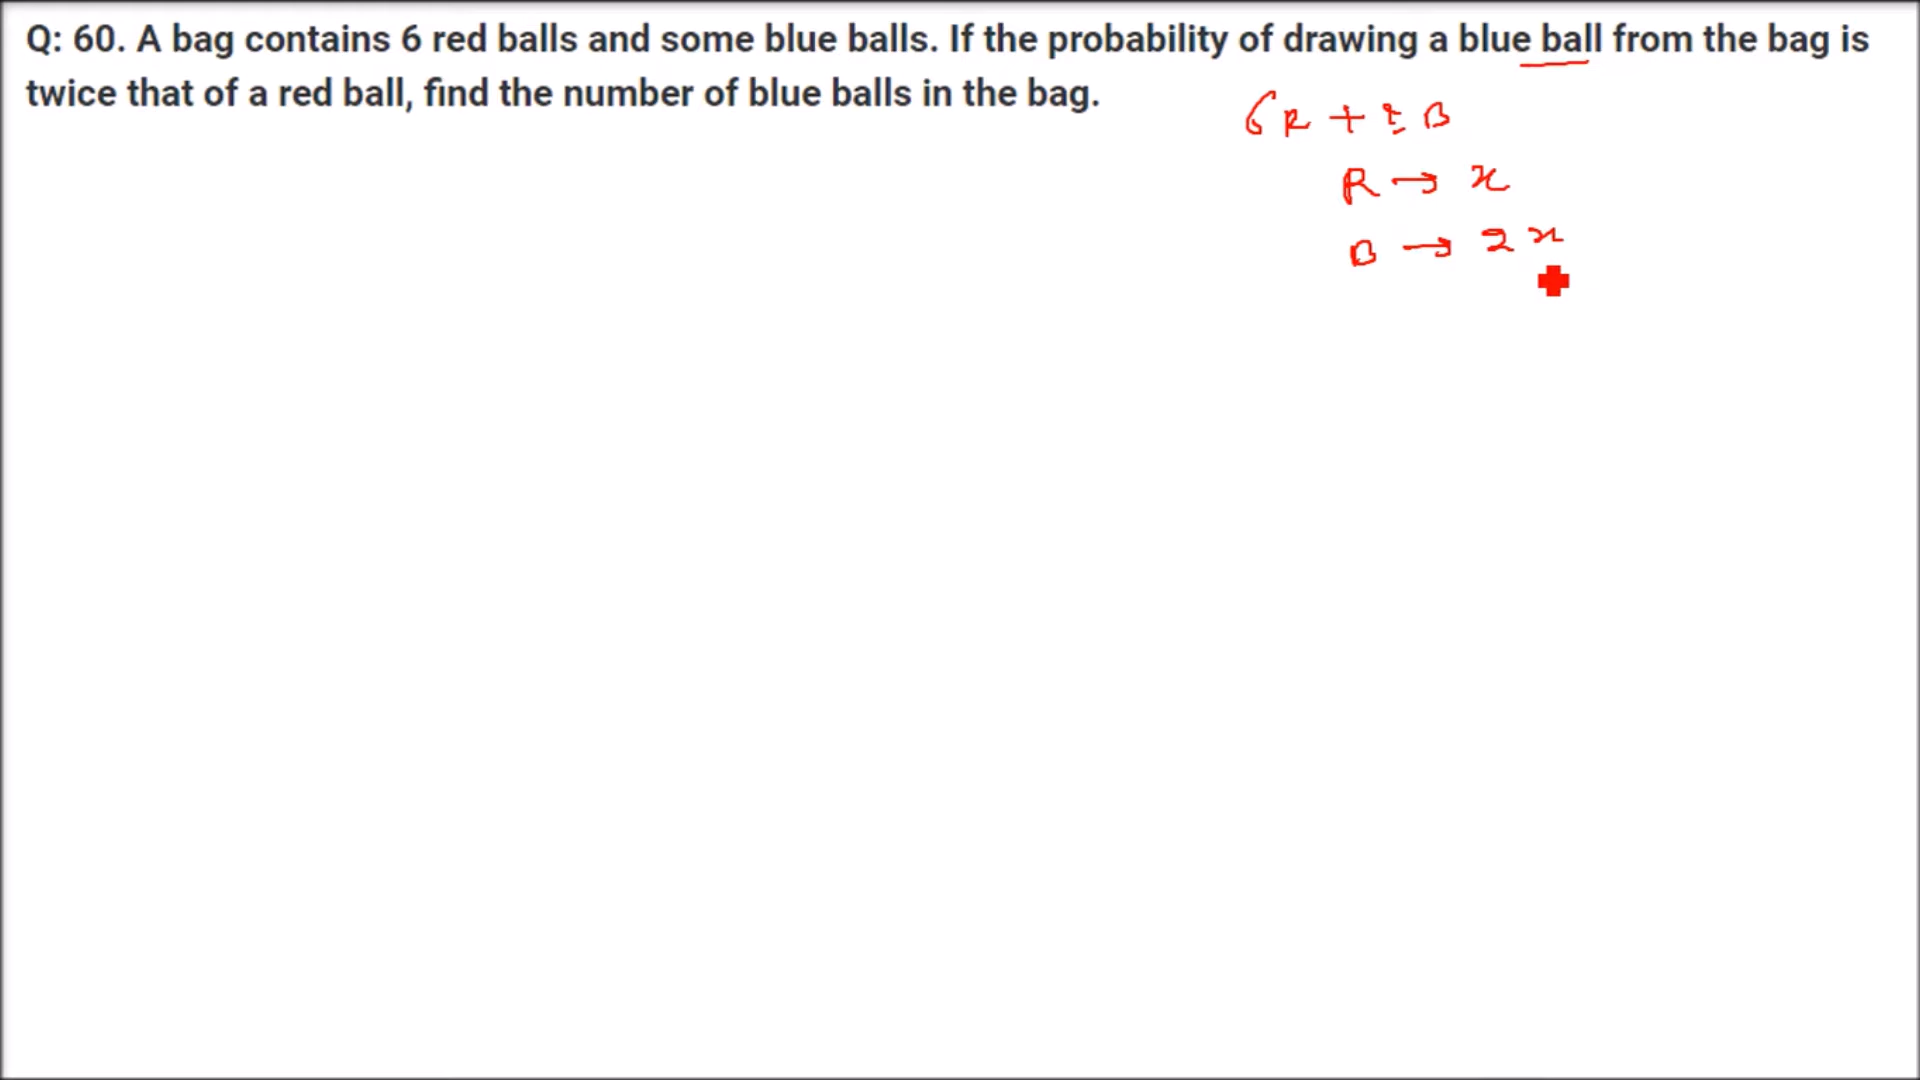 Q: 60. A bag contains 6 red balls and some blue balls. If the probability of drawing a blue ball from the bag is
twice that of a red ball, find the number of blue balls in the bag.
6R + B
R → x
B → 2x